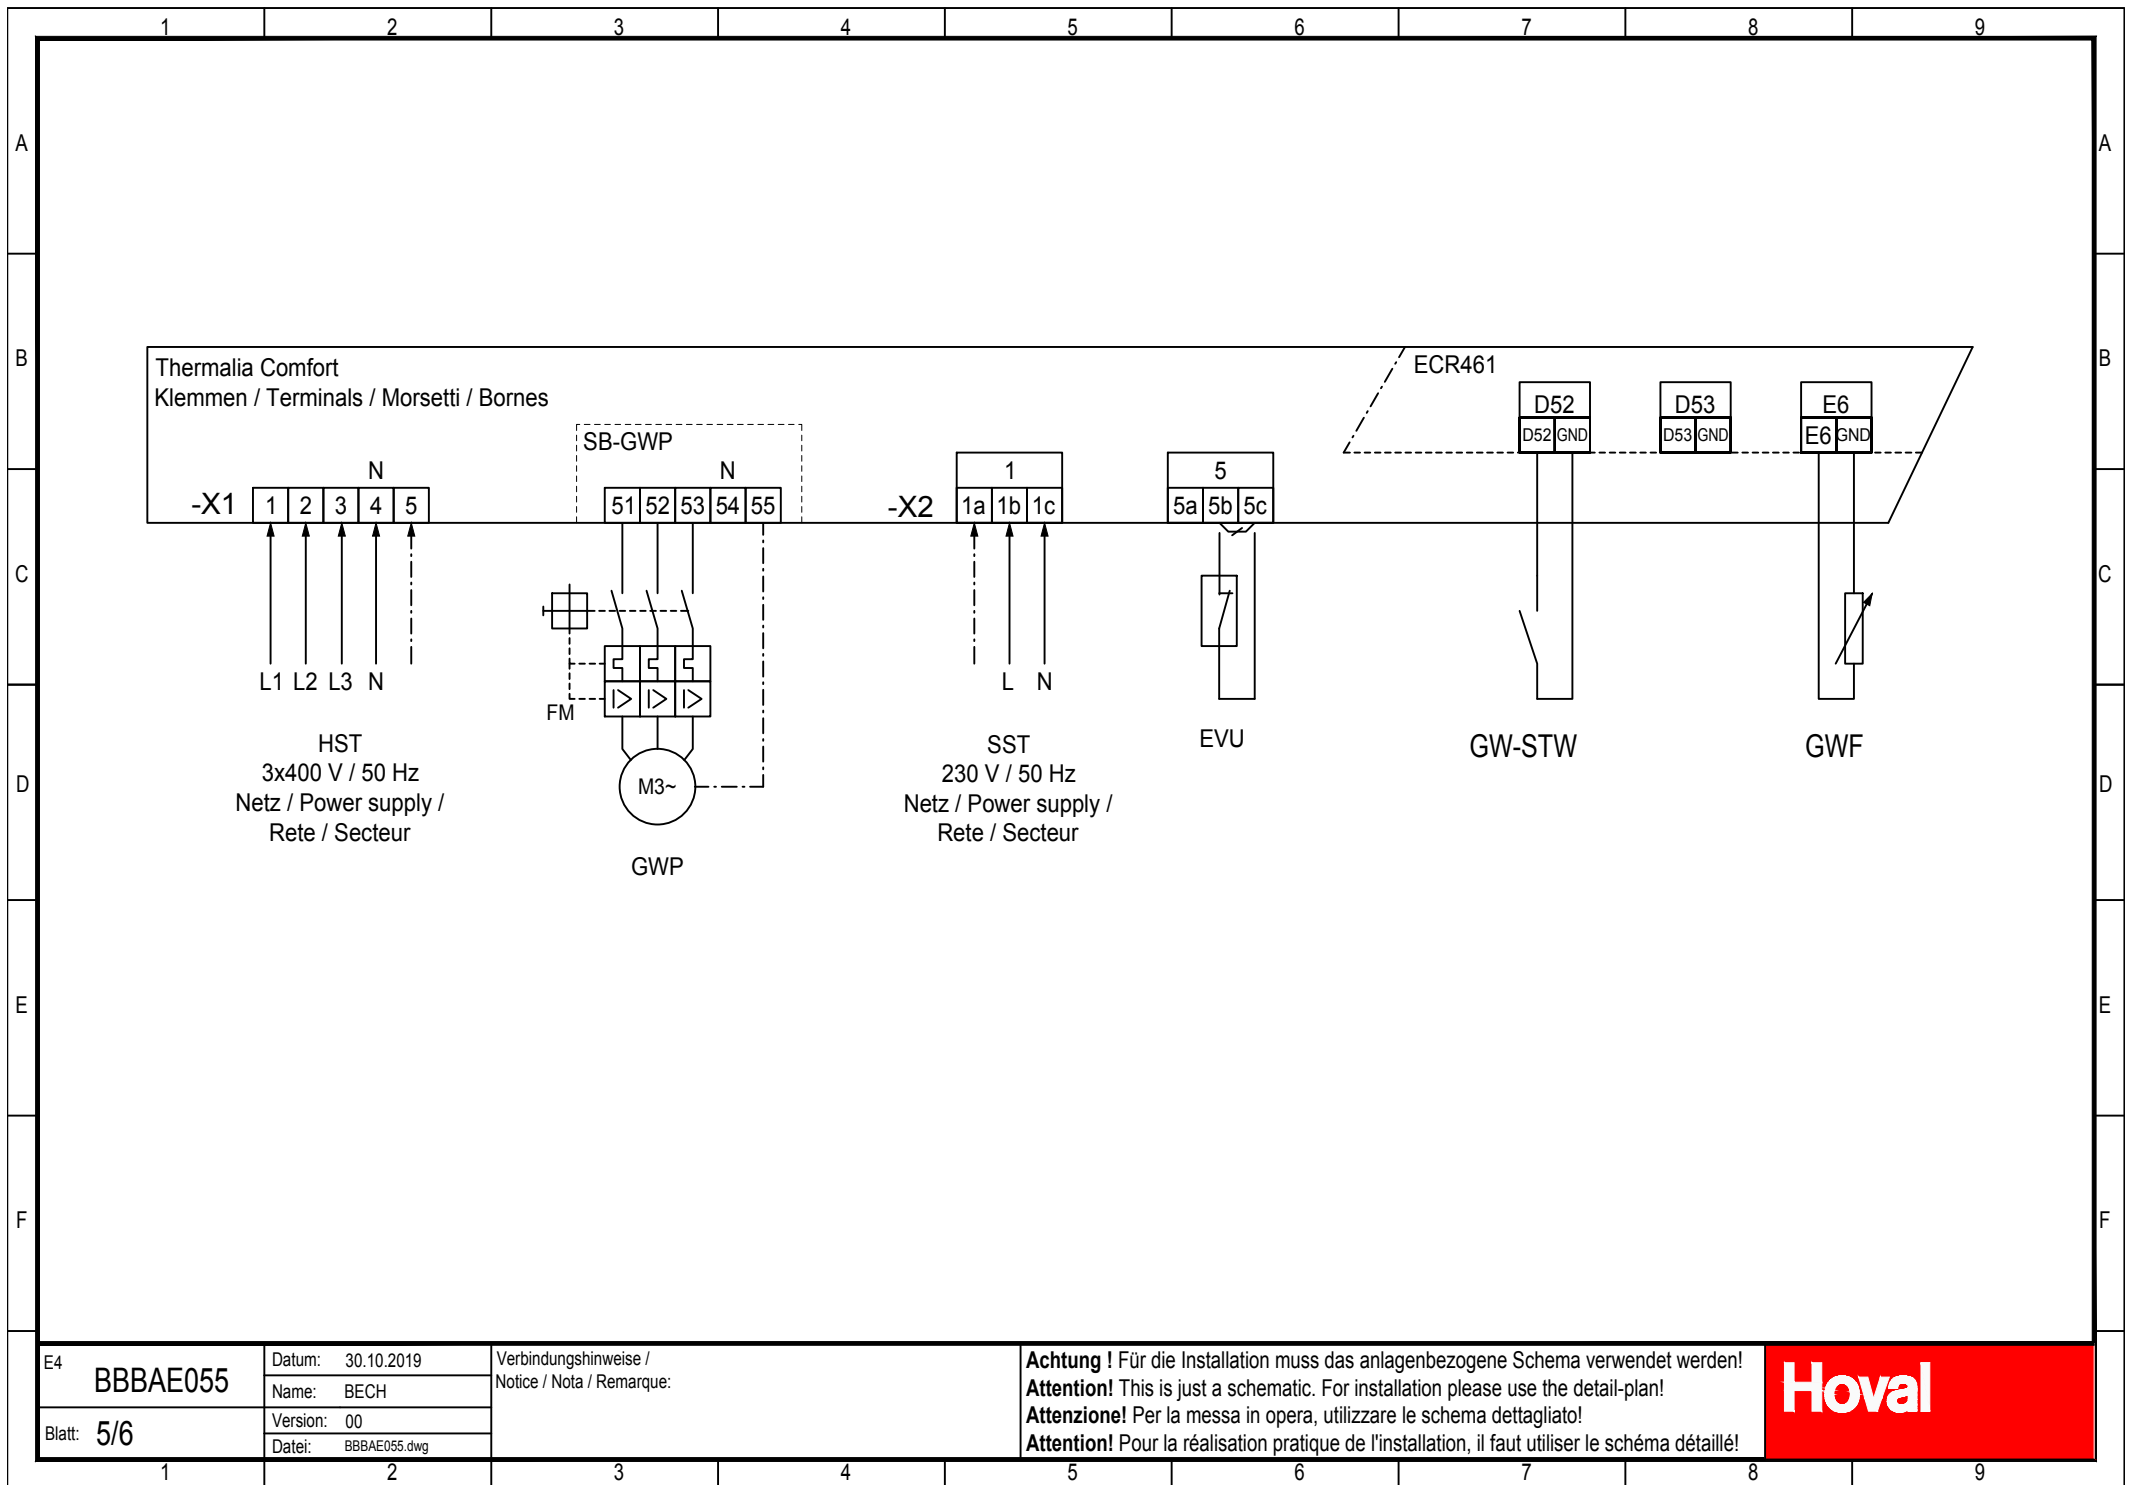 1 2 3 4 5 6 7 8 9
A A
B B
C C
D D
E E
F F
Thermalia Comfort
Klemmen / Terminals / Morsetti / Bornes
ECR461
D52 D53 E6
D52 GND D53 GND E6 GND
SB-GWP
N N 1 5
-X1 1 2 3 4 5 51 52 53 54 55 -X2 1a 1b 1c 5a 5b 5c
L1 L2 L3 N
L N
FM
HST
3x400 V / 50 Hz
Netz / Power supply /
Rete / Secteur
M3~
GWP
SST
230 V / 50 Hz
Netz / Power supply /
Rete / Secteur
EVU
GW-STW
GWF
E4 BBBAE055
Blatt: 5/6
Datum: 30.10.2019
Name: BECH
Version: 00
Datei: BBBAE055.dwg
Verbindungshinweise /
Notice / Nota / Remarque:
Achtung ! Für die Installation muss das anlagenbezogene Schema verwendet werden!
Attention! This is just a schematic. For installation please use the detail-plan!
Attenzione! Per la messa in opera, utilizzare le schema dettagliato!
Attention! Pour la réalisation pratique de l'installation, il faut utiliser le schéma détaillé!
Hoval
1 2 3 4 5 6 7 8 9